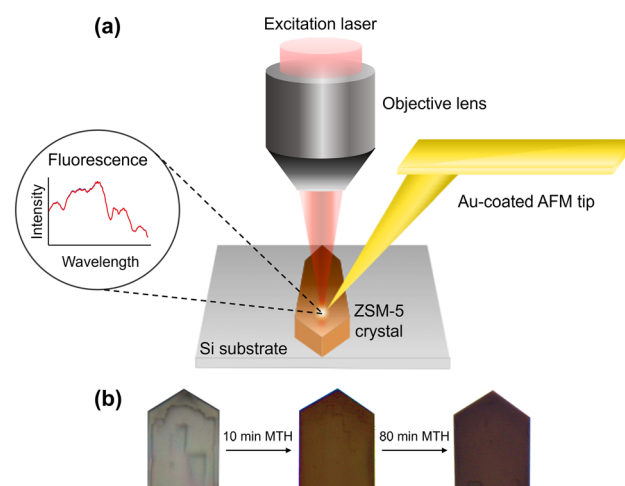 (a)
Excitation laser
Objective lens
Fluorescence
Intensity
Wavelength
Au-coated AFM tip
ZSM-5
crystal
Si substrate
(b)
10 min MTH
80 min MTH